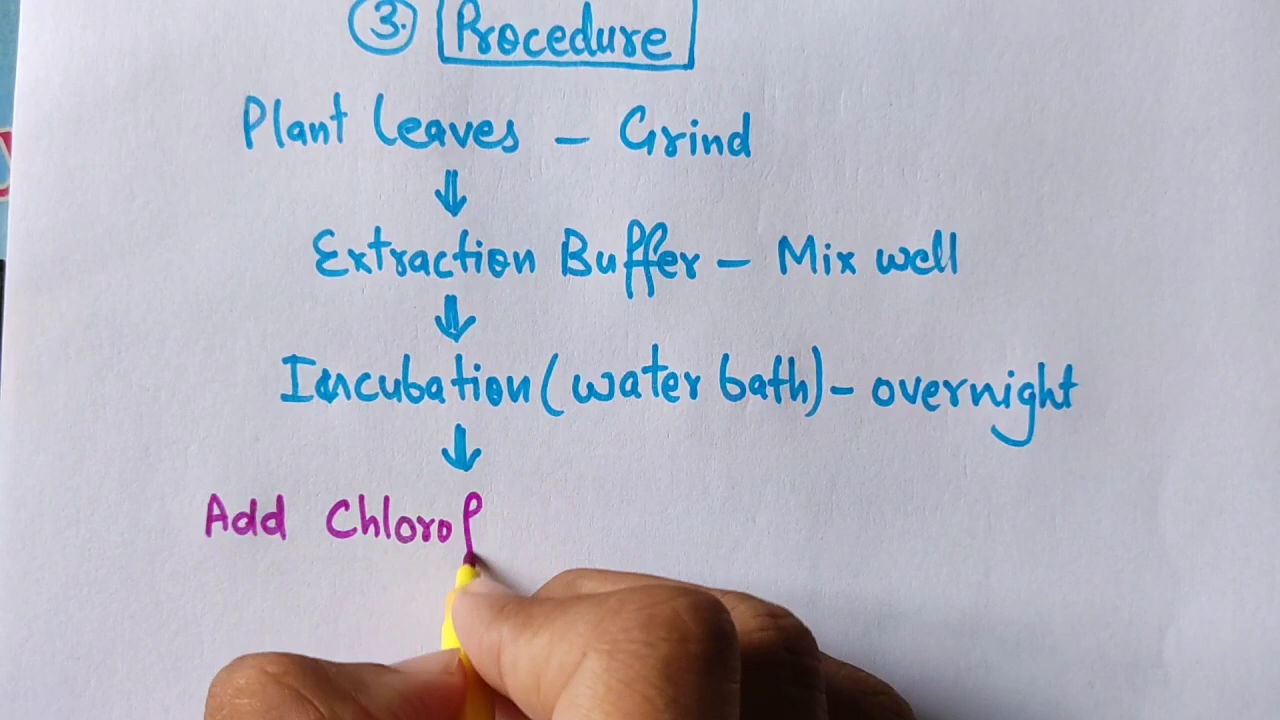 3. Procedure
Plant leaves - Grind
Extraction Buffer - Mix well
Incubation (water bath) - overnight
Add Chlorof